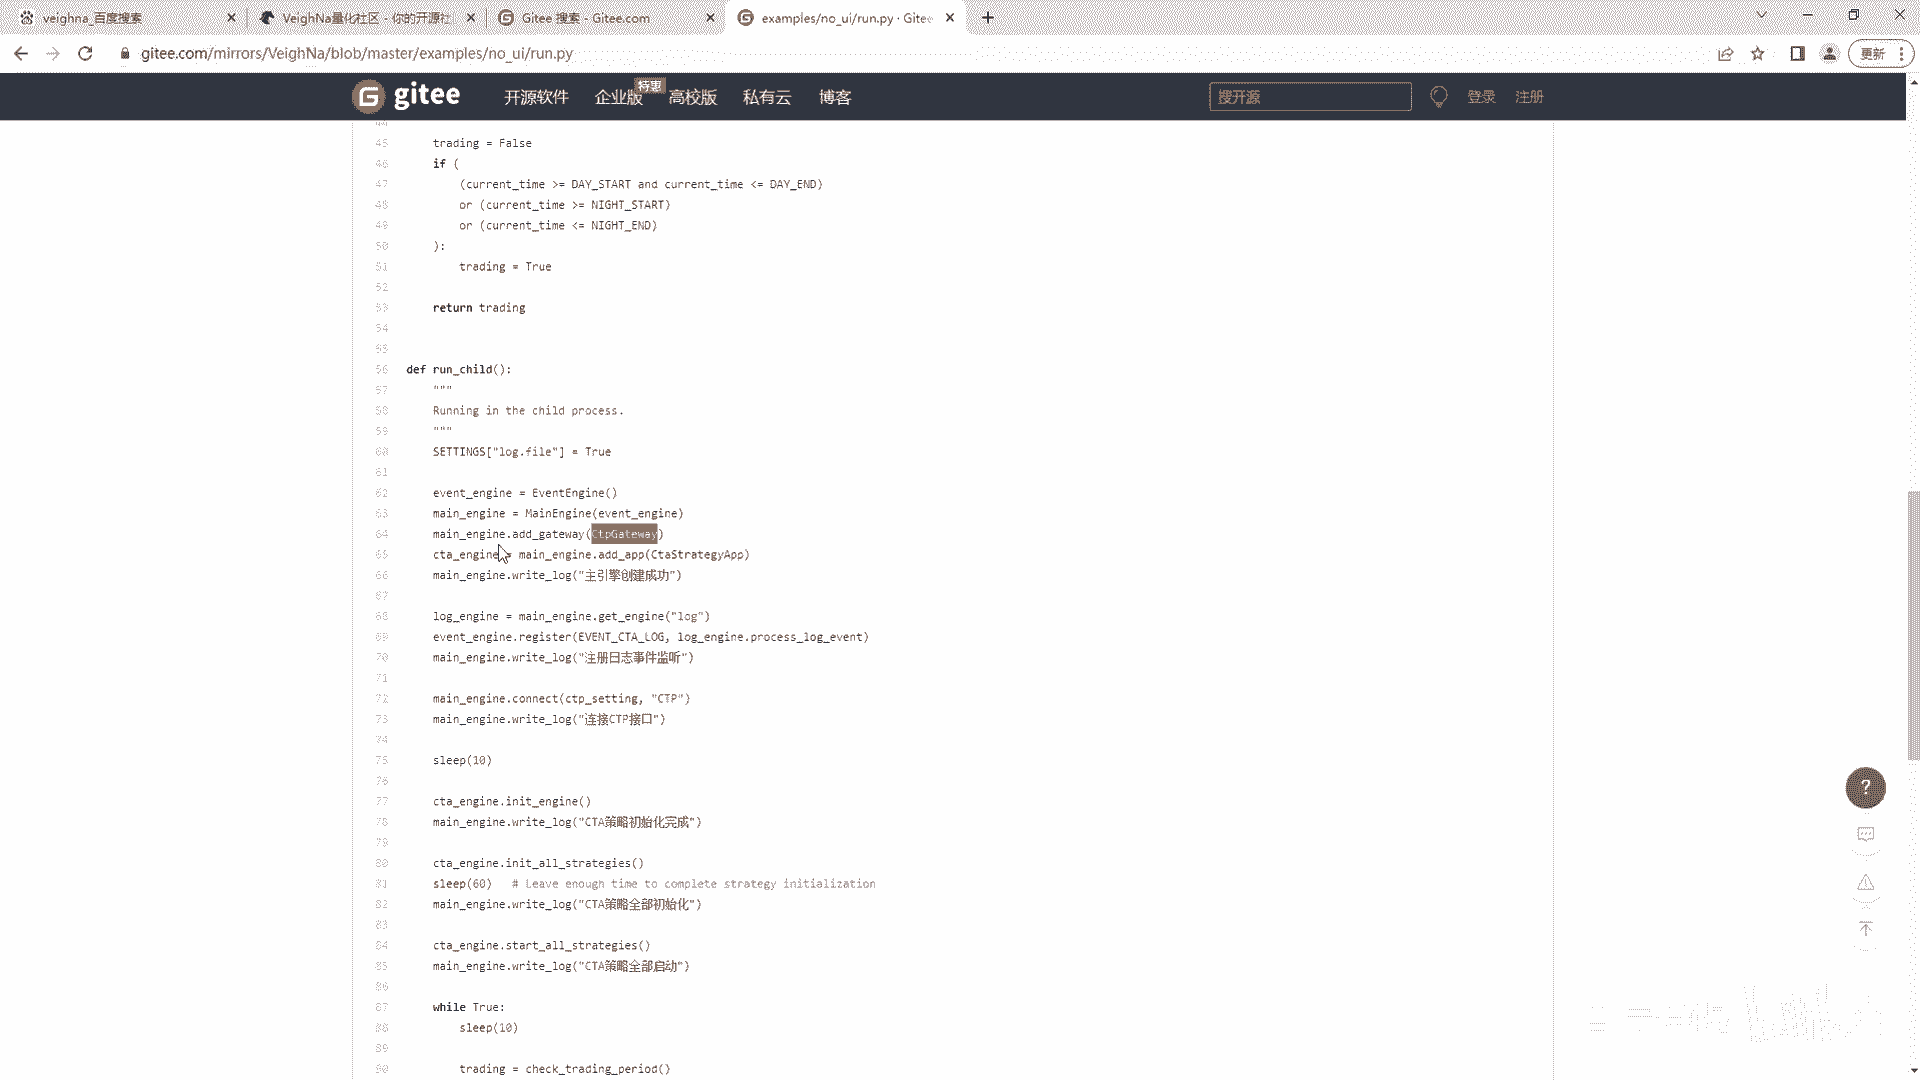 veighna_百度搜索
VeighNa量化社区 - 你的开源社
Gitee 搜索 - Gitee.com
examples/no_ui/run.py · Gitee
gitee.com/mirrors/VeighNa/blob/master/examples/no_ui/run.py
更新
gitee
开源软件
企业版
特惠
高校版
私有云
博客
搜开源
登录
注册
44
45 trading = False
46 if (
47 (current_time >= DAY_START and current_time <= DAY_END)
48 or (current_time >= NIGHT_START)
49 or (current_time <= NIGHT_END)
50 ):
51 trading = True
52
53 return trading
54
55
56 def run_child():
57 """
58 Running in the child process.
59 """
60 SETTINGS["log.file"] = True
61
62 event_engine = EventEngine()
63 main_engine = MainEngine(event_engine)
64 main_engine.add_gateway(CtpGateway)
65 cta_engine = main_engine.add_app(CtaStrategyApp)
66 main_engine.write_log("主引擎创建成功")
67
68 log_engine = main_engine.get_engine("log")
69 event_engine.register(EVENT_CTA_LOG, log_engine.process_log_event)
70 main_engine.write_log("注册日志事件监听")
71
72 main_engine.connect(ctp_setting, "CTP")
73 main_engine.write_log("连接CTP接口")
74
75 sleep(10)
76
77 cta_engine.init_engine()
78 main_engine.write_log("CTA策略初始化完成")
79
80 cta_engine.init_all_strategies()
81 sleep(60) # Leave enough time to complete strategy initialization
82 main_engine.write_log("CTA策略全部初始化")
83
84 cta_engine.start_all_strategies()
85 main_engine.write_log("CTA策略全部启动")
86
87 while True:
88 sleep(10)
89
90 trading = check_trading_period()